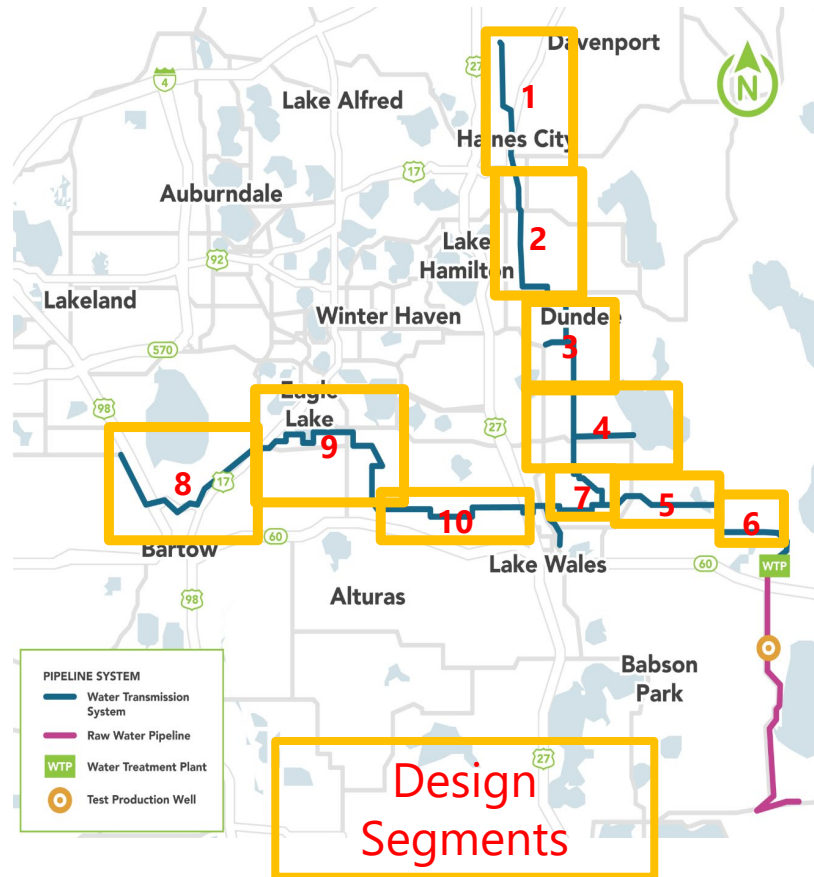 Davenport
27
4
Lake Alfred
N
1
Haines City
17
Auburndale
2
Lake
Hamilton
92
Lakeland
Winter Haven
Dundee
3
570
Eagle
Lake
98
27
4
9
8
17
7
5
6
10
60
Bartow
Lake Wales
60
WTP
98
Alturas
Babson
Park
PIPELINE SYSTEM
Water Transmission
System
Raw Water Pipeline
WTP
Water Treatment Plant
Test Production Well
27
Design
Segments